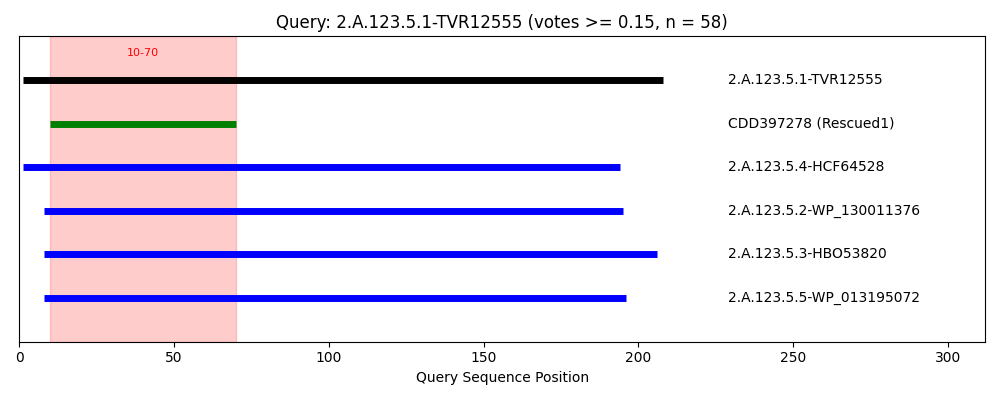 Query: 2.A.123.5.1-TVR12555 (votes >= 0.15, n = 58)
10-70
2.A.123.5.1-TVR12555
CDD397278 (Rescued1)
2.A.123.5.4-HCF64528
2.A.123.5.2-WP_130011376
2.A.123.5.3-HBO53820
2.A.123.5.5-WP_013195072
0 50 100 150 200 250 300
Query Sequence Position